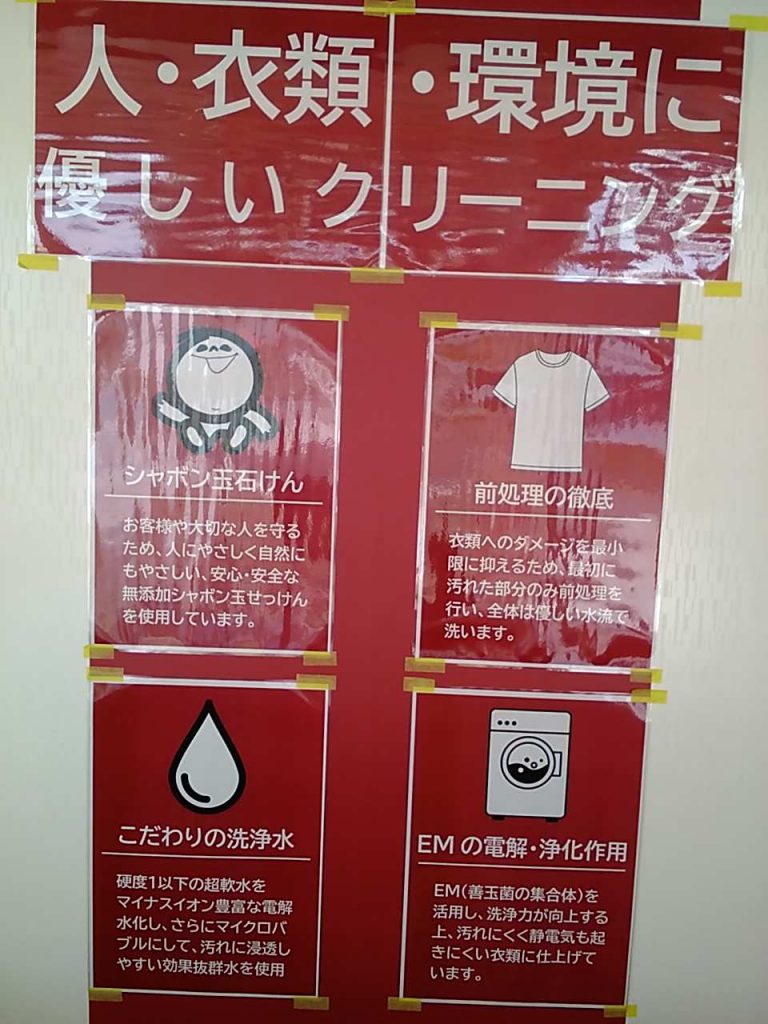 人・衣類・環境に
優しいクリーニング
シャボン玉石けん
お客様や大切な人を守る
ため、人にやさしく自然に
もやさしい、安心・安全な
無添加シャボン玉せっけん
を使用しています。
前処理の徹底
衣類へのダメージを最小
限に抑えるため、最初に
汚れた部分のみ前処理を
行い、全体は優しい水流で
洗います。
こだわりの洗浄水
硬度1以下の超軟水を
マイナスイオン豊富な電解
水化し、さらにマイクロバ
ブルにして、汚れに浸透し
やすい効果抜群水を使用
EMの電解・浄化作用
EM(善玉菌の集合体)を
活用し、洗浄力が向上する
上、汚れにくく静電気も起
きにくい衣類に仕上げて
います。